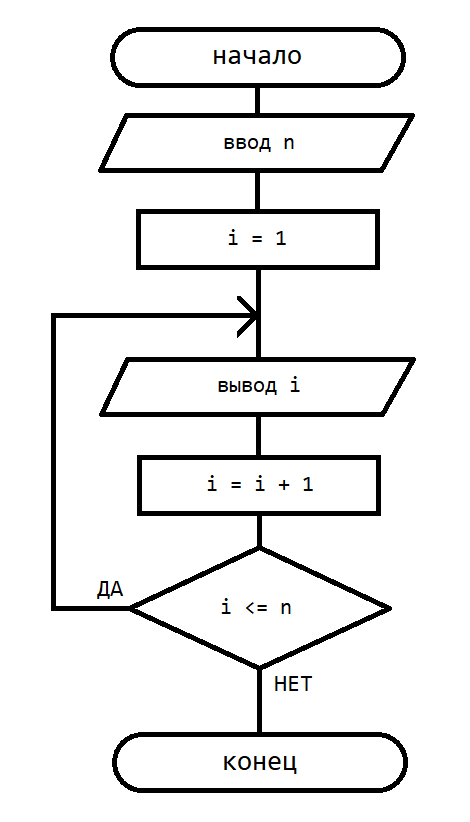 начало
ввод n
i = 1
вывод i
i = i + 1
ДА
i <= n
НЕТ
конец